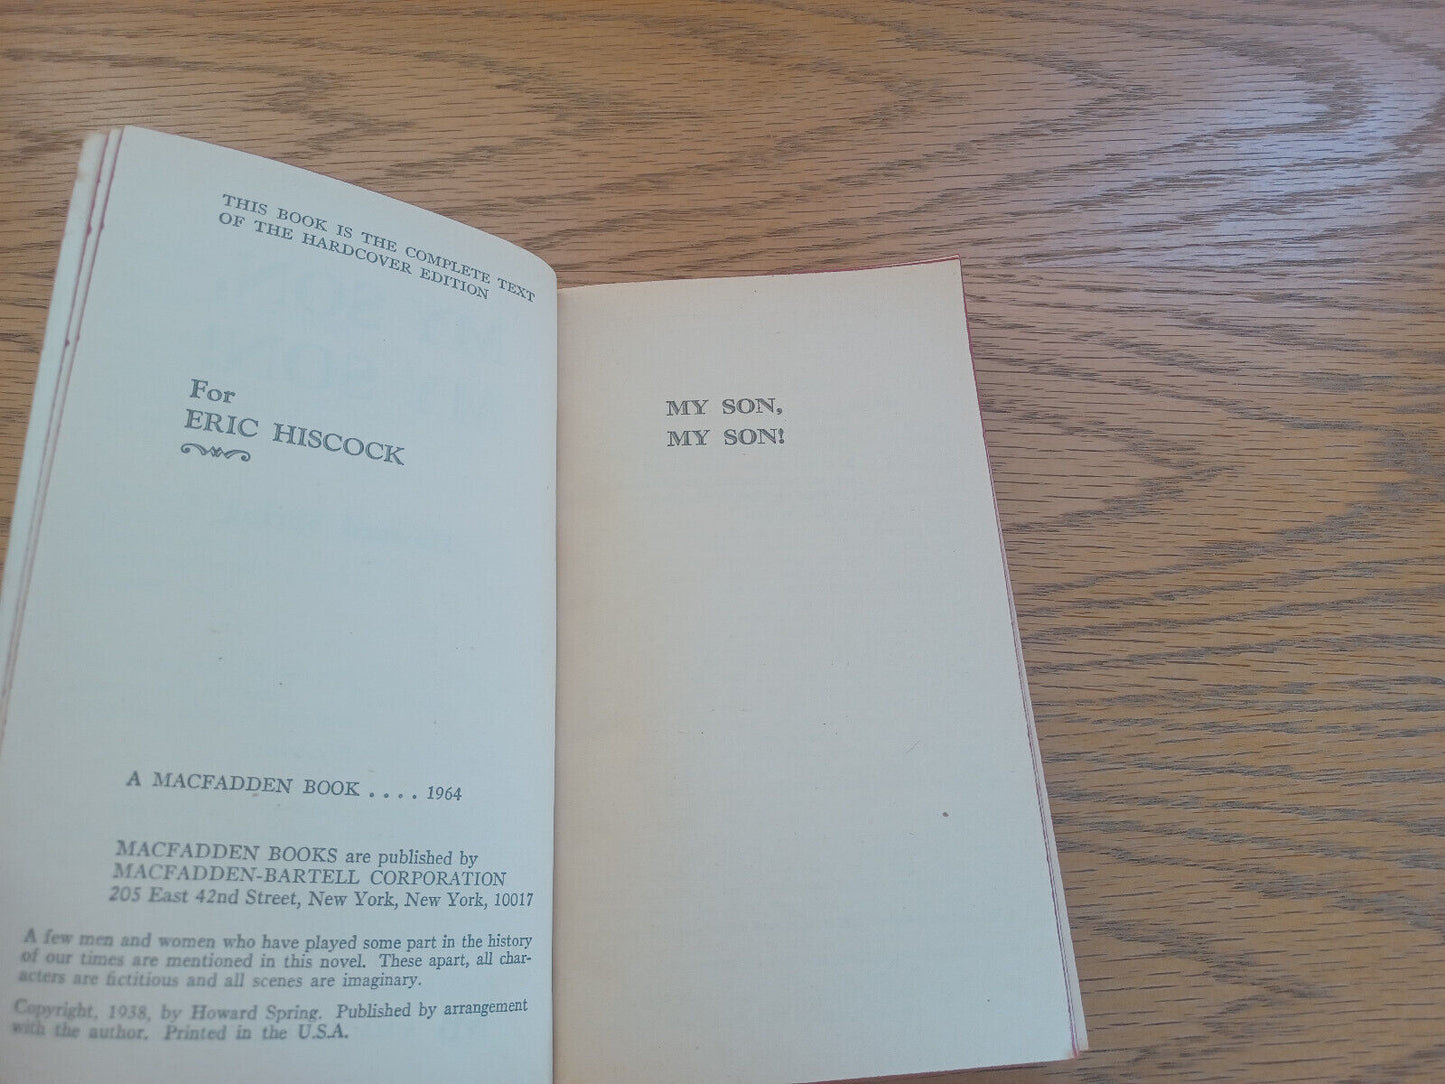 THIS BOOK IS THE COMPLETE TEXT
OF THE HARDCOVER EDITION
For
ERIC HISCOCK
A MACFADDEN BOOK .... 1964
MACFADDEN BOOKS are published by
MACFADDEN-BARTELL CORPORATION
205 East 42nd Street, New York, New York, 10017
A few men and women who have played some part in the history
of our times are mentioned in this novel. These apart, all char-
acters are fictitious and all scenes are imaginary.
Copyright, 1938, by Howard Spring. Published by arrangement
with the author. Printed in the U.S.A.
MY SON,
MY SON!